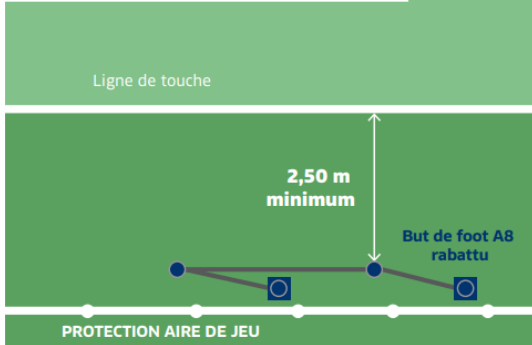 Ligne de touche
2,50 m
minimum
But de foot A8
rabattu
PROTECTION AIRE DE JEU